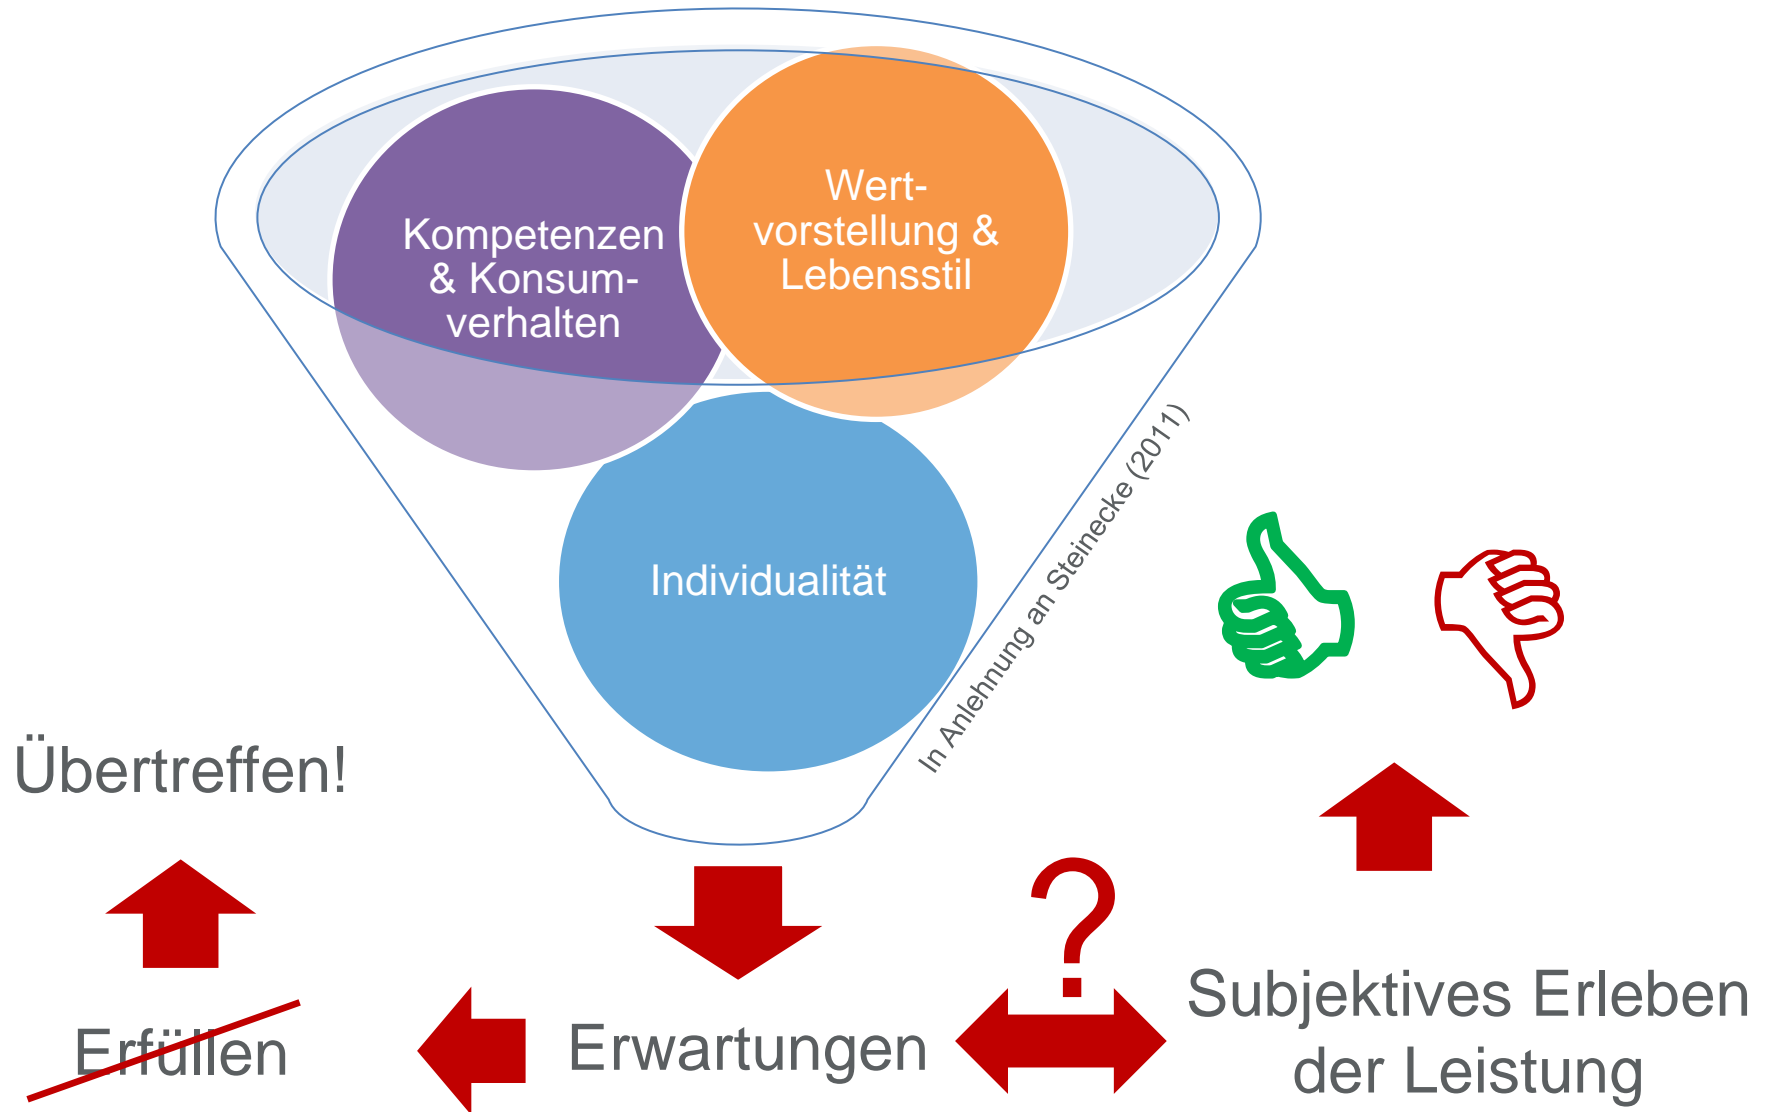 Wert-
vorstellung &
Lebensstil
Kompetenzen
& Konsum-
verhalten
Individualität
In Anlehnung an Steinecke (2011)
Übertreffen!
?
Erfüllen
Erwartungen
Subjektives Erleben
der Leistung